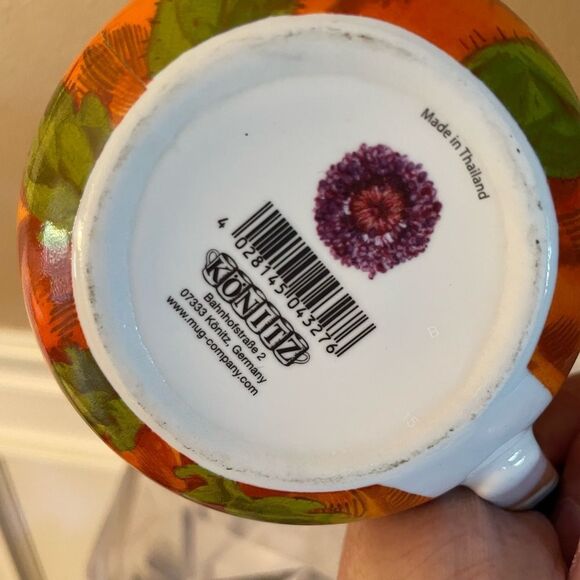 Made in Thailand
4 028145 043276
KÖNITZ
Bahnhofstraße 2
07333 Könitz, Germany
www.mug-company.com